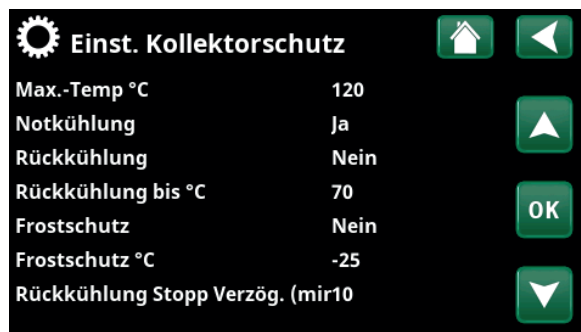 Einst. Kollektorschutz
Max.-Temp °C 120
Notkühlung Ja
Rückkühlung Nein
Rückkühlung bis °C 70
Frostschutz Nein
OK
Frostschutz °C -25
Rückkühlung Stopp Verzög. (mir10